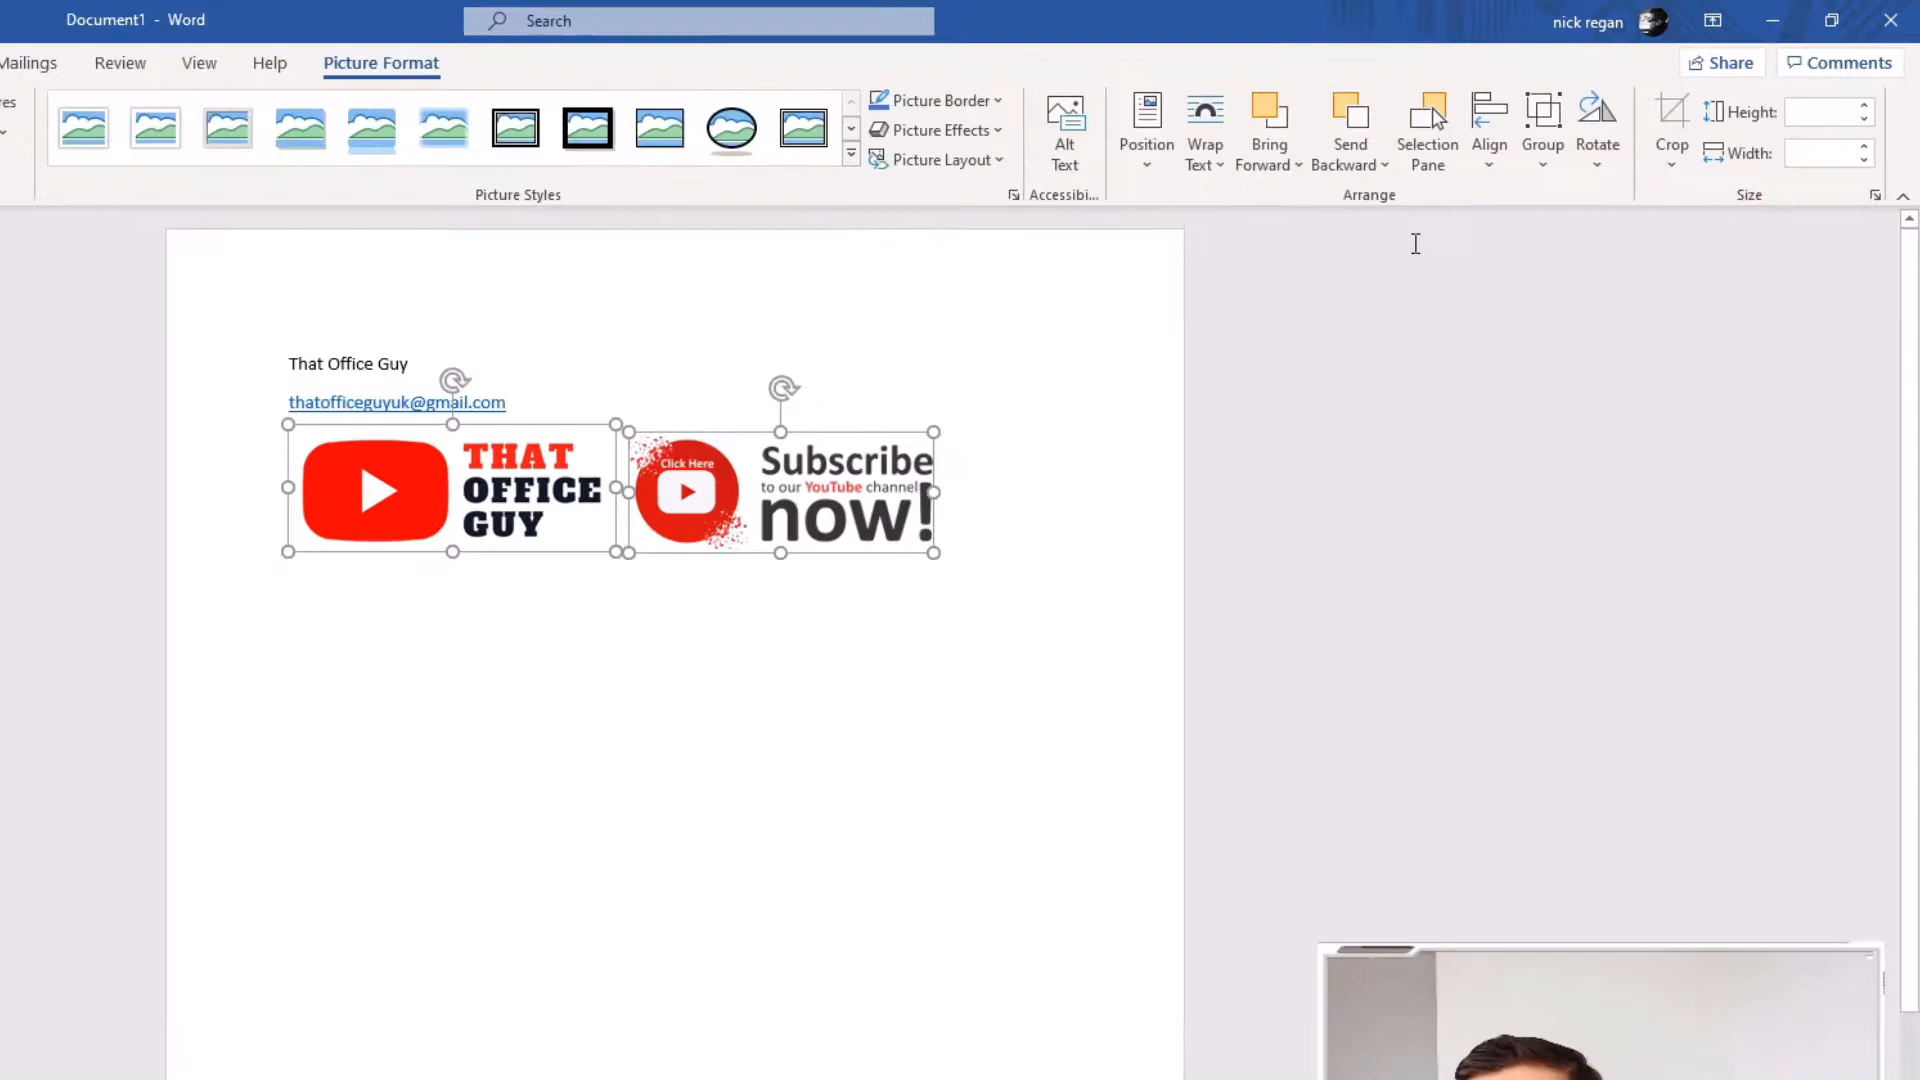 Document1 - Word
Search
nick regan
Mailings Review View Help Picture Format
Share Comments
Picture Border
Picture Effects
Picture Layout
Picture Styles
Alt Text
Accessibi...
Position
Wrap Text
Bring Forward
Send Backward
Selection Pane
Align
Group
Rotate
Arrange
Crop
Height:
Width:
Size
That Office Guy
thatofficeguyuk@gmail.com
THAT
OFFICE
GUY
Click Here
Subscribe
to our YouTube channel
now!